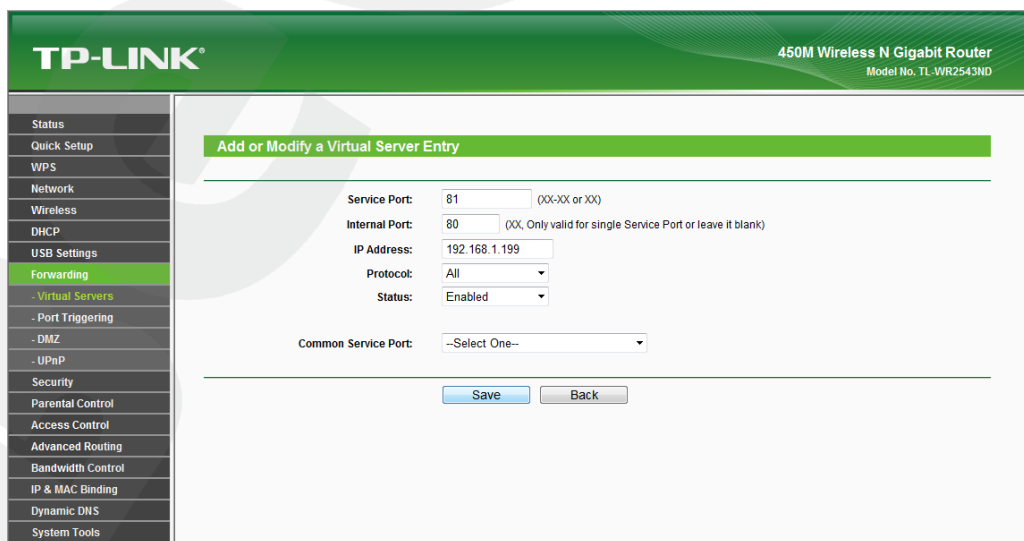 TP-LINK®
450M Wireless N Gigabit Router
Model No. TL-WR2543ND
Status
Quick Setup
WPS
Network
Wireless
DHCP
USB Settings
Forwarding
- Virtual Servers
- Port Triggering
- DMZ
- UPnP
Security
Parental Control
Access Control
Advanced Routing
Bandwidth Control
IP & MAC Binding
Dynamic DNS
System Tools
Add or Modify a Virtual Server Entry
Service Port: 81 (XX-XX or XX)
Internal Port: 80 (XX, Only valid for single Service Port or leave it blank)
IP Address: 192.168.1.199
Protocol: All
Status: Enabled
Common Service Port: --Select One--
Save Back